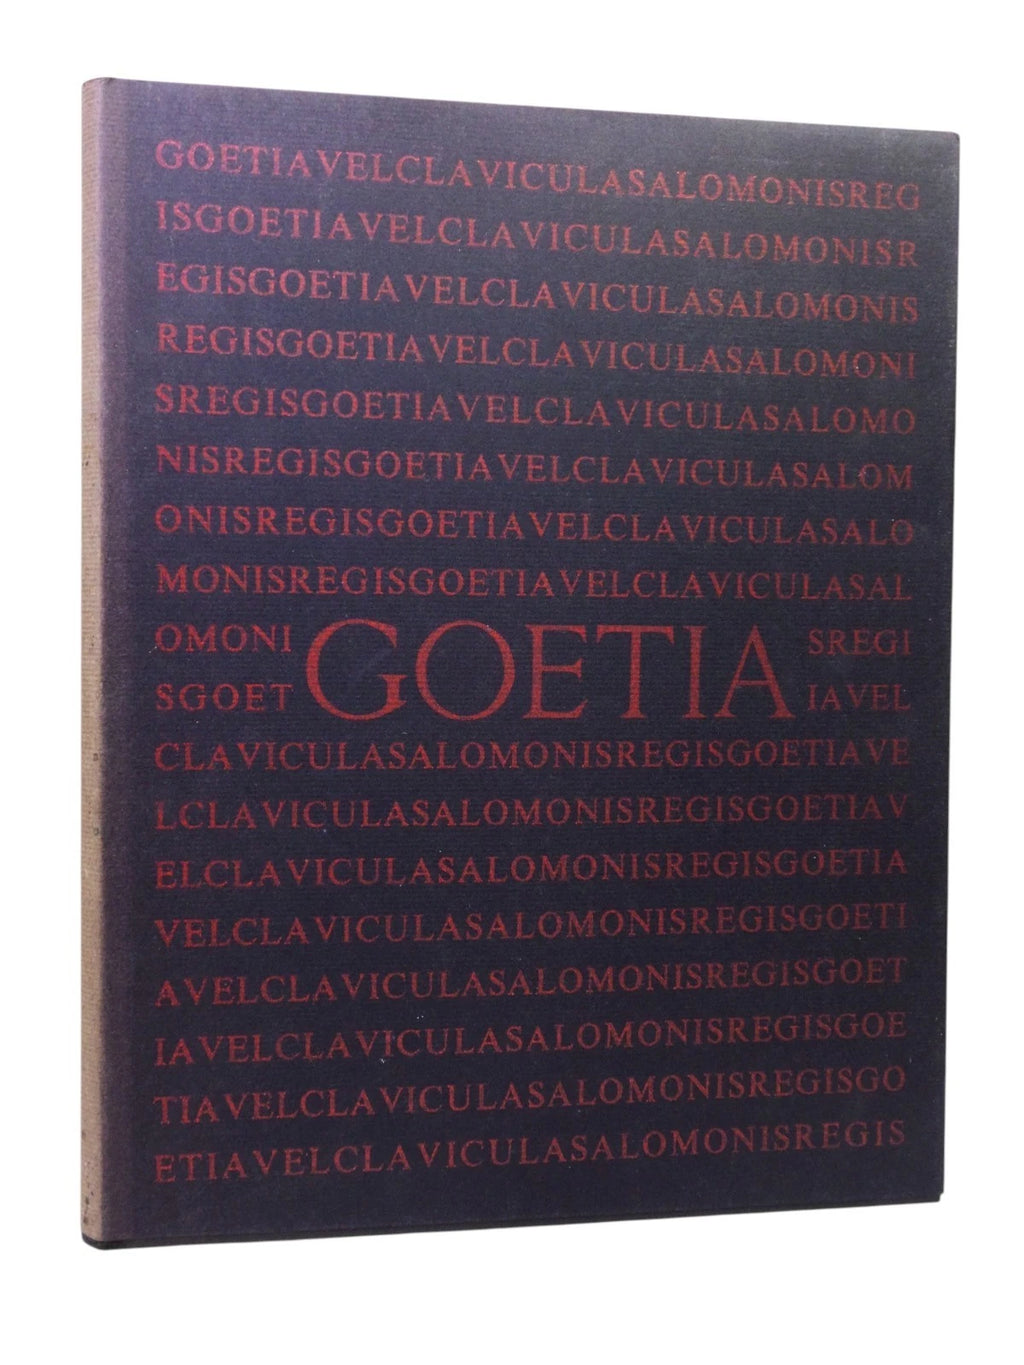 GOETIAVELCLAVICULASALOMONISREG
ISGOETIAVELCLAVICULASALOMONISR
EGISGOETIAVELCLAVICULASALOMONIS
REGISGOETIAVELCLAVICULASALOMONI
SREGISGOETIAVELCLAVICULASALOMO
NISREGISGOETIAVELCLAVICULASALOM
ONISREGISGOETIAVELCLAVICULASALO
MONISREGISGOETIAVELCLAVICULASAL
OMONI SREGI
GOETIA
SGOET IAVEL
CLAVICULASALOMONISREGISGOETIAVE
LCLAVICULASALOMONISREGISGOETIAV
ELCLAVICULASALOMONISREGISGOETIA
VELCLAVICULASALOMONISREGISGOETI
AVELCLAVICULASALOMONISREGISGOET
IAVELCLAVICULASALOMONISREGISGOE
TIAVELCLAVICULASALOMONISREGISGO
ETIAVELCLAVICULASALOMONISREGIS